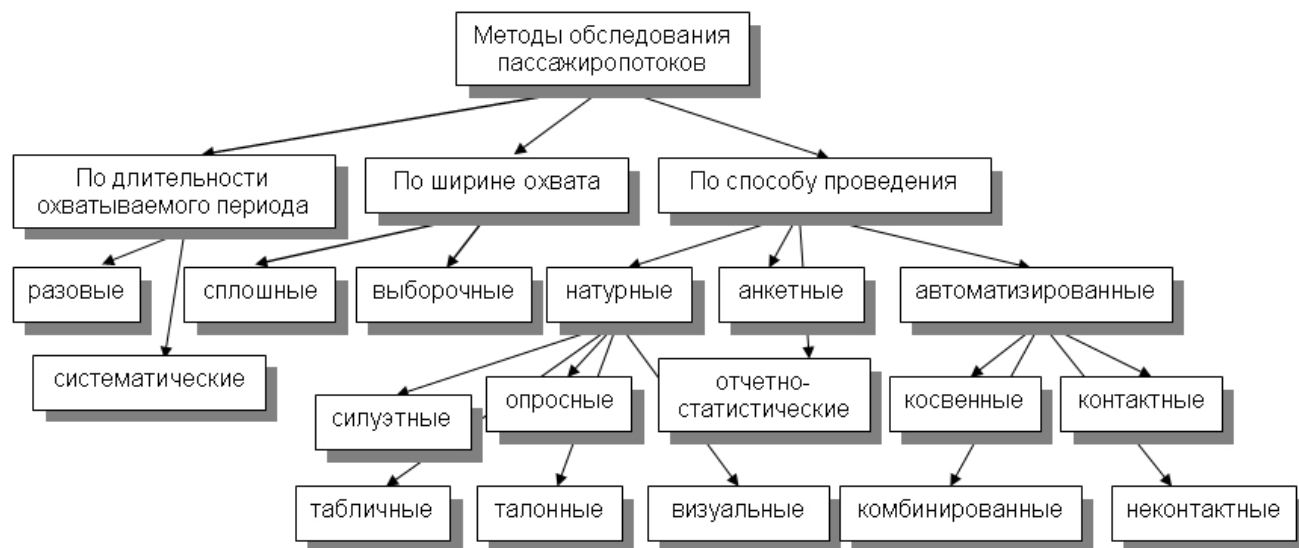 Методы обследования
пассажиропотоков
По длительности
охватываемого периода
По ширине охвата
По способу проведения
разовые
сплошные
выборочные
натурные
анкетные
автоматизированные
систематические
силуэтные
опросные
отчетно-
статистические
косвенные
контактные
табличные
талонные
визуальные
комбинированные
неконтактные